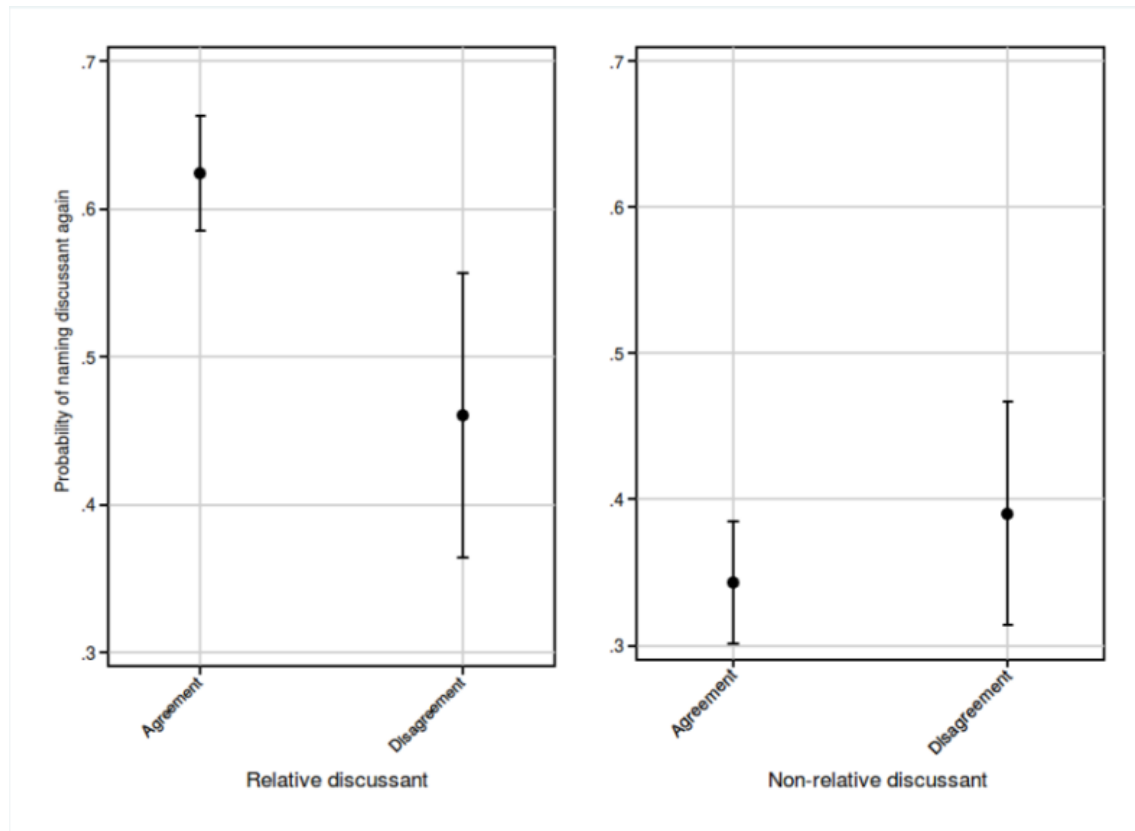 Probability of naming discussant again
.7
.6
.5
.4
.3
Agreement
Disagreement
Relative discussant
.7
.6
.5
.4
.3
Agreement
Disagreement
Non-relative discussant